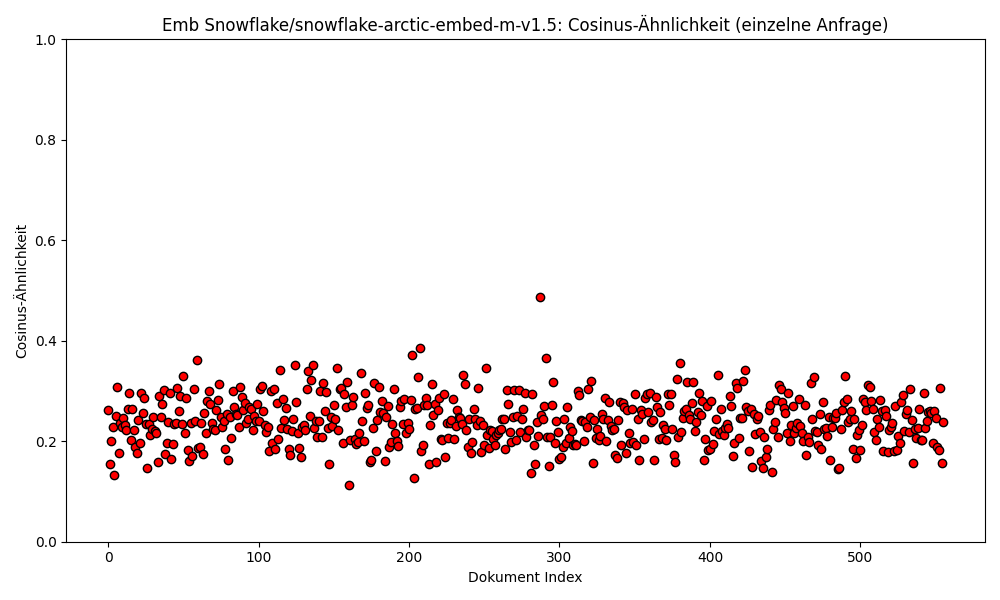 Emb Snowflake/snowflake-arctic-embed-m-v1.5: Cosinus-Ähnlichkeit (einzelne Anfrage)
1.0
0.8
0.6
0.4
0.2
0.0
Cosinus-Ähnlichkeit
0 100 200 300 400 500
Dokument Index